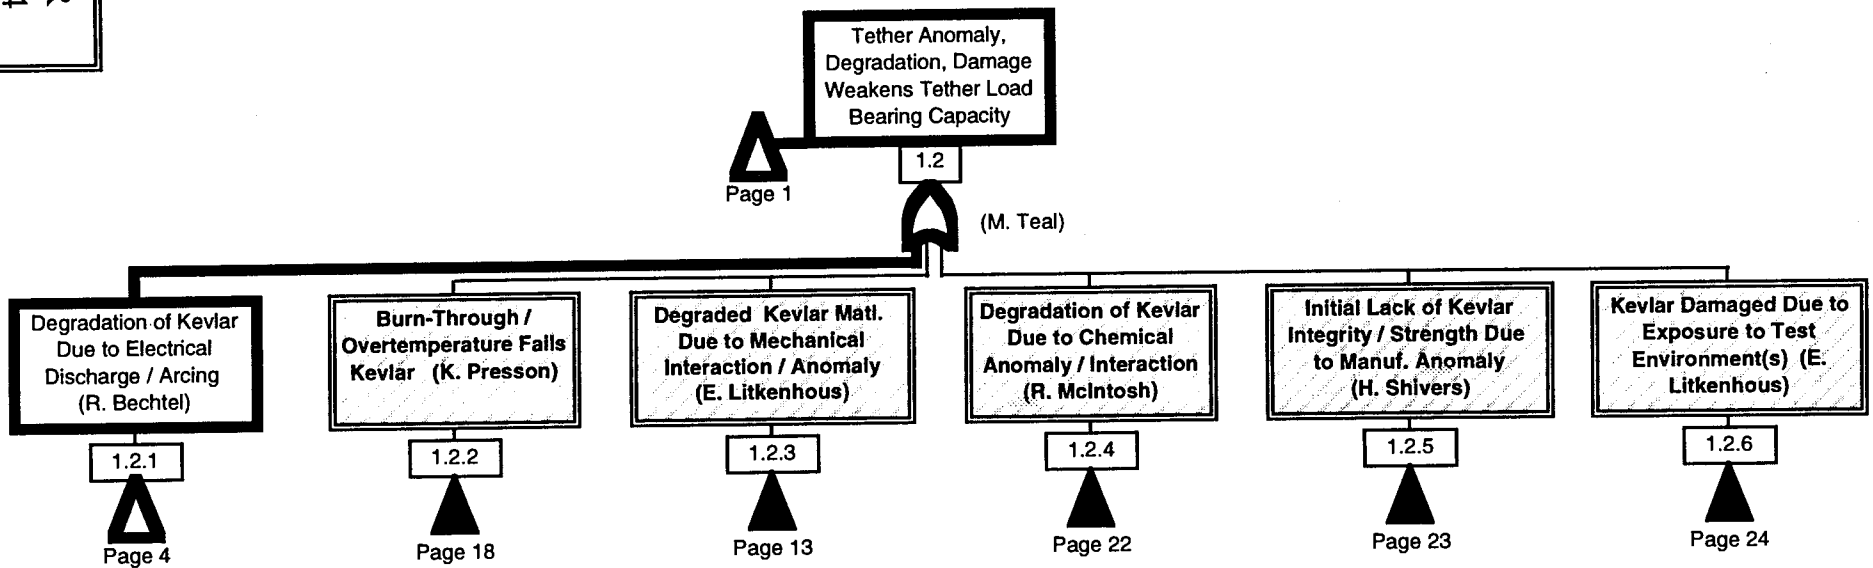 Tether Anomaly,
Degradation, Damage
Weakens Tether Load
Bearing Capacity
1.2
Page 1
(M. Teal)
Degradation of Kevlar
Due to Electrical
Discharge / Arcing
(R. Bechtel)
1.2.1
Page 4
Burn-Through /
Overtemperature Fails
Kevlar (K. Presson)
1.2.2
Page 18
Degraded Kevlar Matl.
Due to Mechanical
Interaction / Anomaly
(E. Litkenhous)
1.2.3
Page 13
Degradation of Kevlar
Due to Chemical
Anomaly / Interaction
(R. McIntosh)
1.2.4
Page 22
Initial Lack of Kevlar
Integrity / Strength Due
to Manuf. Anomaly
(H. Shivers)
1.2.5
Page 23
Kevlar Damaged Due to
Exposure to Test
Environment(s) (E.
Litkenhous)
1.2.6
Page 24